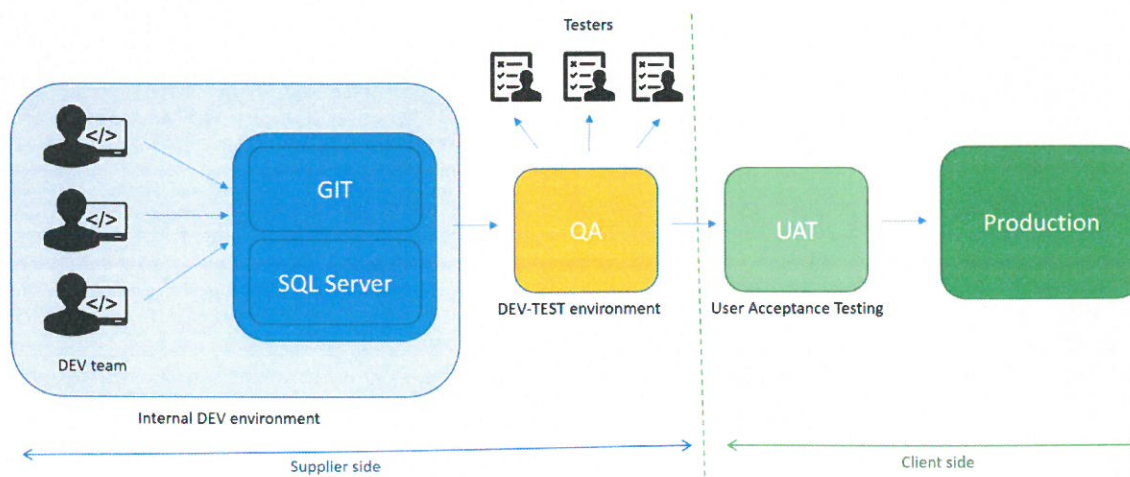 Testers
</>
</>
</>
GIT
SQL Server
QA
UAT
Production
DEV team
DEV-TEST environment
User Acceptance Testing
Internal DEV environment
Supplier side
Client side